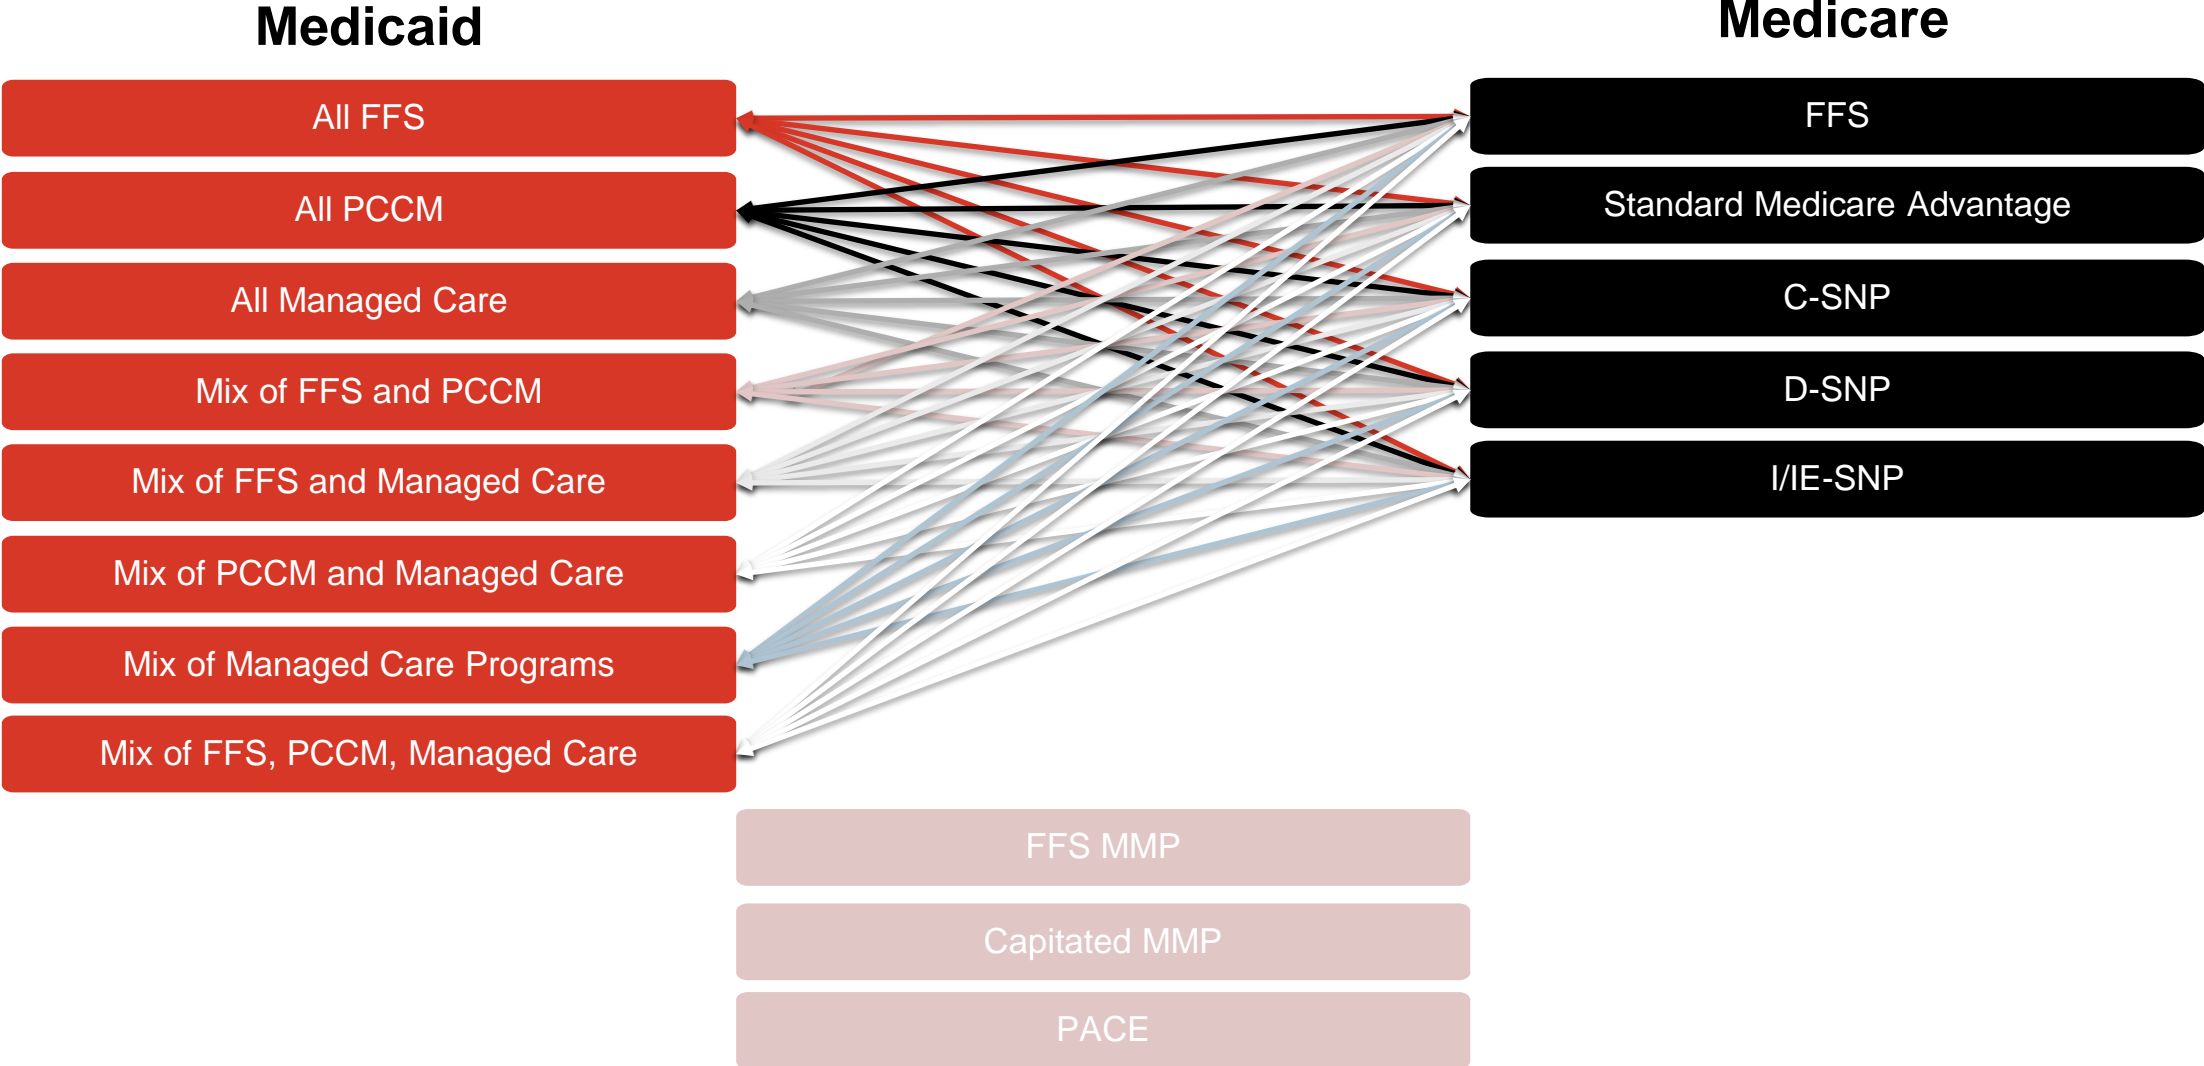 Medicaid
Medicare
All FFS
All PCCM
All Managed Care
Mix of FFS and PCCM
Mix of FFS and Managed Care
Mix of PCCM and Managed Care
Mix of Managed Care Programs
Mix of FFS, PCCM, Managed Care
FFS
Standard Medicare Advantage
C-SNP
D-SNP
I/IE-SNP
FFS MMP
Capitated MMP
PACE